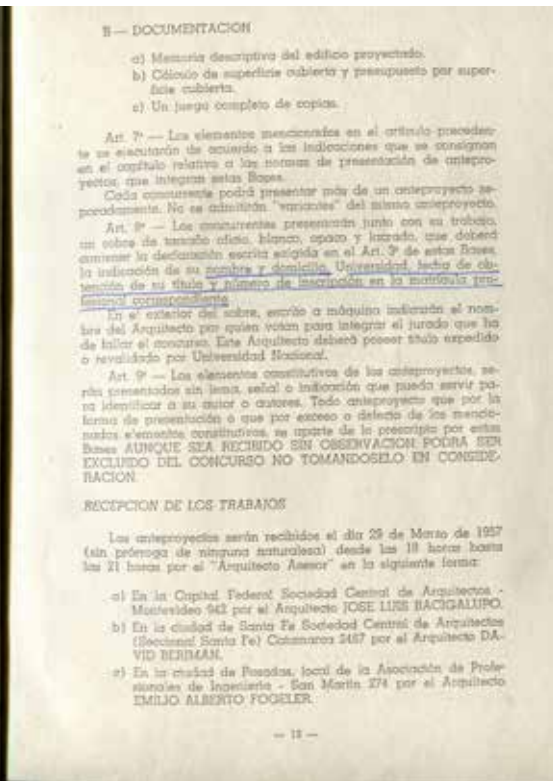 B — DOCUMENTACION
a) Memoria descriptiva del edificio proyectado.
b) Cálculo de superficie cubierta y presupuesto por super-
ficie cubierta.
c) Un juego completo de copias.
Art. 7º — Los elementos mencionados en el artículo preceden-
te se ejecutarán de acuerdo a las indicaciones que se consignan
en el capítulo relativo a las normas de presentación de antepro-
yectos, que integran estas Bases.
Cada concurrente podrá presentar más de un anteproyecto se-
paradamente. No se admitirán "variantes" del mismo anteproyecto.
Art. 8º — Los concurrentes presentarán junto con su trabajo,
un sobre de tamaño oficio, blanco, opaco y lacrado, que deberá
contener la declaración escrita exigida en el Art. 3º de estas Bases,
la indicación de su nombre y domicilio, Universidad, fecha de ob-
tención de su título y número de inscripción en la matrícula pro-
fesional correspondiente.
En el exterior del sobre, escrito a máquina indicarán el nom-
bre del Arquitecto por quien votan para integrar el jurado que ha
de fallar el concurso. Este Arquitecto deberá poseer título expedido
o revalidado por Universidad Nacional.
Art. 9º — Los elementos constitutivos de los anteproyectos, se-
rán presentados sin lema, señal o indicación que pueda servir pa-
ra identificar a su autor o autores. Todo anteproyecto que por la
forma de presentación o que por exceso o defecto de los mencio-
nados elementos constitutivos, se aparte de lo prescripto por estas
Bases AUNQUE SEA RECIBIDO SIN OBSERVACION PODRA SER
EXCLUIDO DEL CONCURSO NO TOMANDOSELO EN CONSIDE-
RACION.
RECEPCION DE LOS TRABAJOS
Los anteproyectos serán recibidos el día 29 de Marzo de 1957
(sin prórroga de ninguna naturaleza) desde las 18 horas hasta
las 21 horas por el "Arquitecto Asesor" en la siguiente forma:
a) En la Capital Federal Sociedad Central de Arquitectos -
Montevideo 942 por el Arquitecto JOSE LUIS BACIGALUPO.
b) En la ciudad de Santa Fe Sociedad Central de Arquitectos
(Seccional Santa Fe) Catamarca 2457 por el Arquitecto DA-
VID BERJMAN.
c) En la ciudad de Posadas, local de la Asociación de Profe-
sionales de Ingeniería - San Martín 274 por el Arquitecto
EMILIO ALBERTO FOGELER.